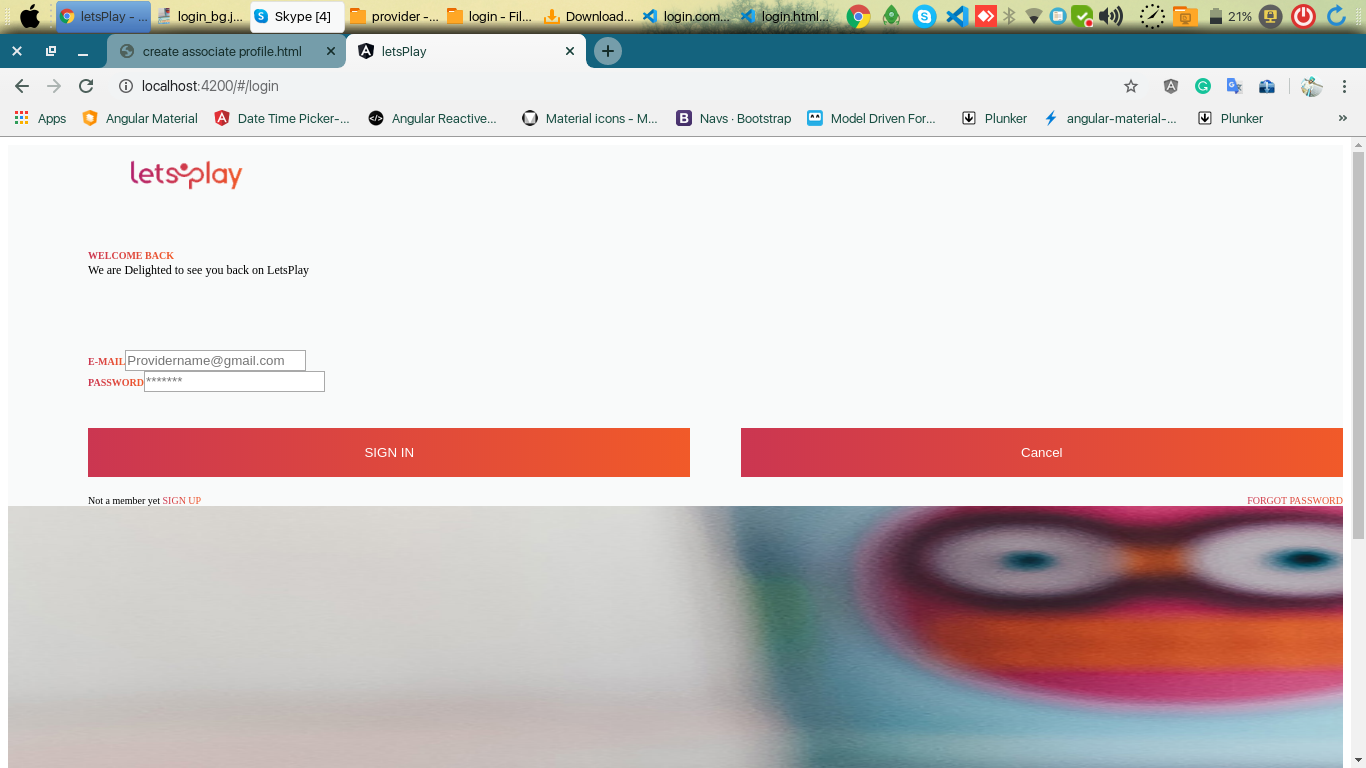 letsPlay - ...
login_bg.j...
Skype [4]
provider -...
login - Fil...
Download...
login.com...
login.html...
21%
create associate profile.html
letsPlay
localhost:4200/#/login
Apps
Angular Material
Date Time Picker-...
Angular Reactive...
Material icons - M...
Navs · Bootstrap
Model Driven For...
Plunker
angular-material-...
Plunker
»
letsplay
WELCOME BACK
We are Delighted to see you back on LetsPlay
E-MAIL Providername@gmail.com
PASSWORD *******
SIGN IN
Cancel
Not a member yet SIGN UP
FORGOT PASSWORD